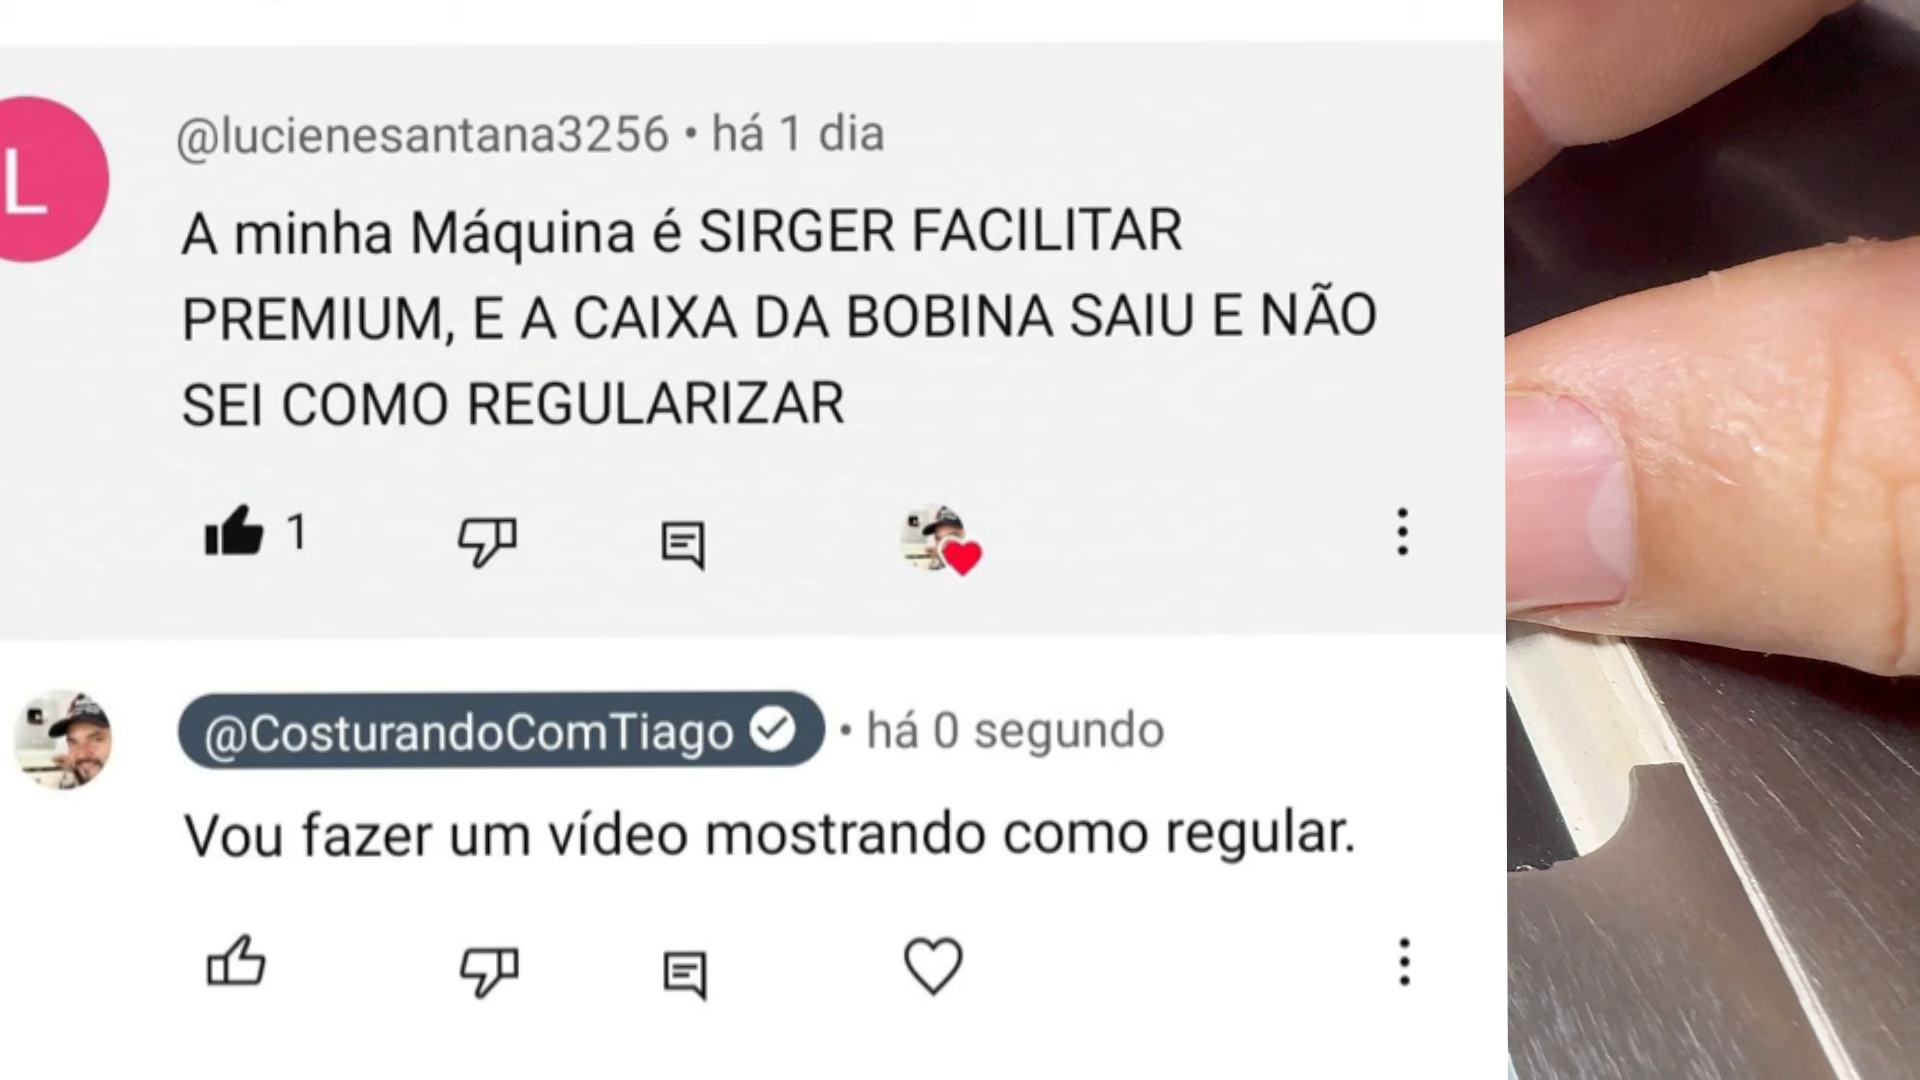 L
@lucienesantana3256 • há 1 dia
A minha Máquina é SIRGER FACILITAR
PREMIUM, E A CAIXA DA BOBINA SAIU E NÃO
SEI COMO REGULARIZAR
1
@CosturandoComTiago • há 0 segundo
Vou fazer um vídeo mostrando como regular.